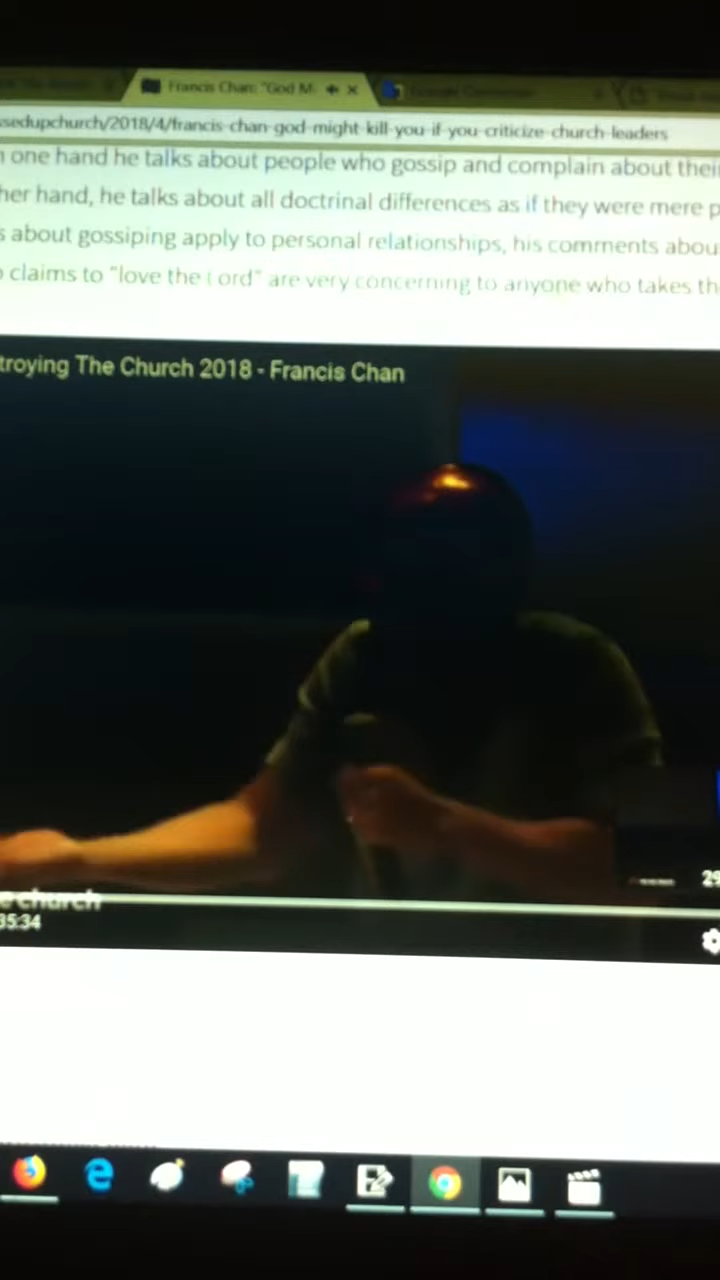 Francis Chan: "God M
sedupchurch/2018/4/francis-chan-god-might-kill-you-if-you-criticize-church-leaders
one hand he talks about people who gossip and complain about their
her hand, he talks about all doctrinal differences as if they were mere p
s about gossiping apply to personal relationships, his comments abou
claims to "love the Lord" are very concerning to anyone who takes th
troying The Church 2018 - Francis Chan
e church
35:34
29